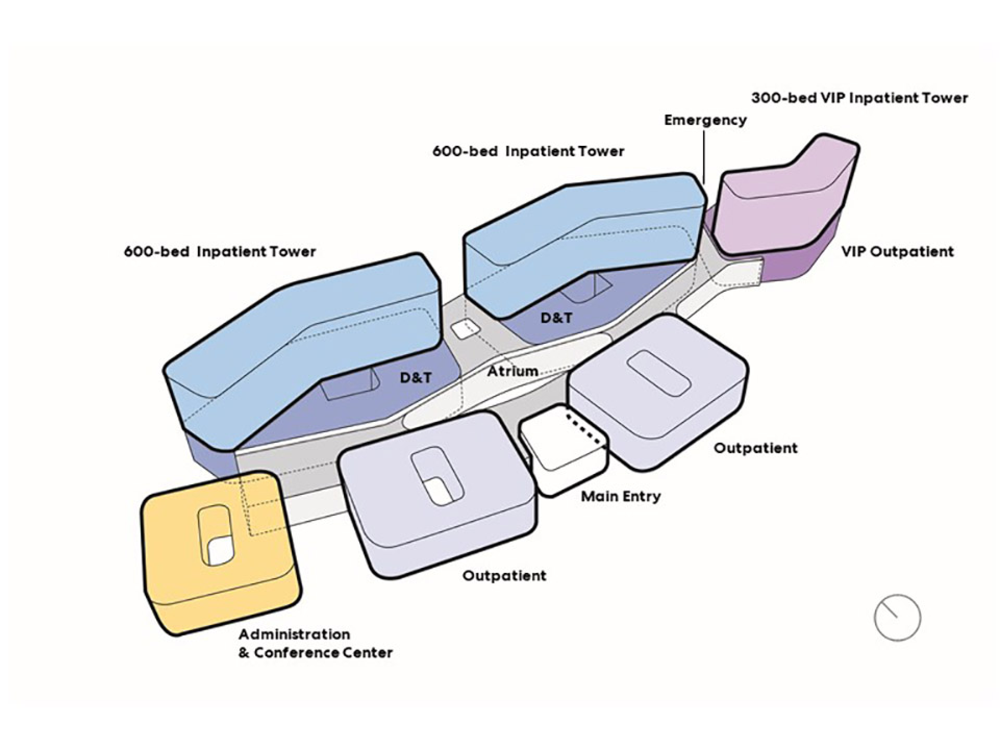 300-bed VIP Inpatient Tower
Emergency
600-bed Inpatient Tower
600-bed Inpatient Tower
VIP Outpatient
D&T
Atrium
D&T
Outpatient
Main Entry
Outpatient
Administration
& Conference Center